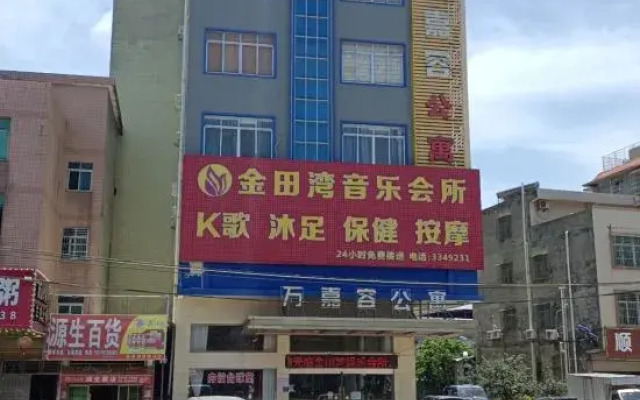 嘉容公寓
金田湾音乐会所
K歌 沐足 保健 按摩
24小时免费接送 电话:3349231
万嘉容公寓
粥
38
源生百货
顺